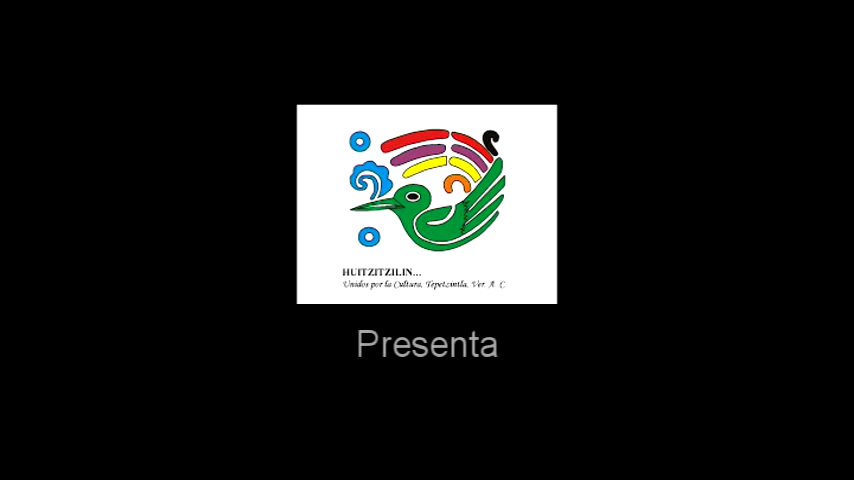 HUITZITZILIN...
Unidos por la Cultura, Tepetzintla, Ver. A. C.
Presenta